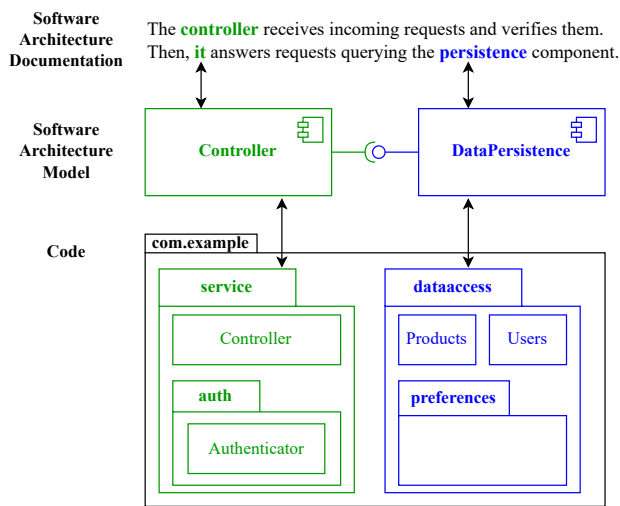 Software
Architecture
Documentation
The controller receives incoming requests and verifies them.
Then, it answers requests querying the persistence component.
Software
Architecture
Model
Controller
DataPersistence
Code
com.example
service
Controller
auth
Authenticator
dataaccess
Products
Users
preferences